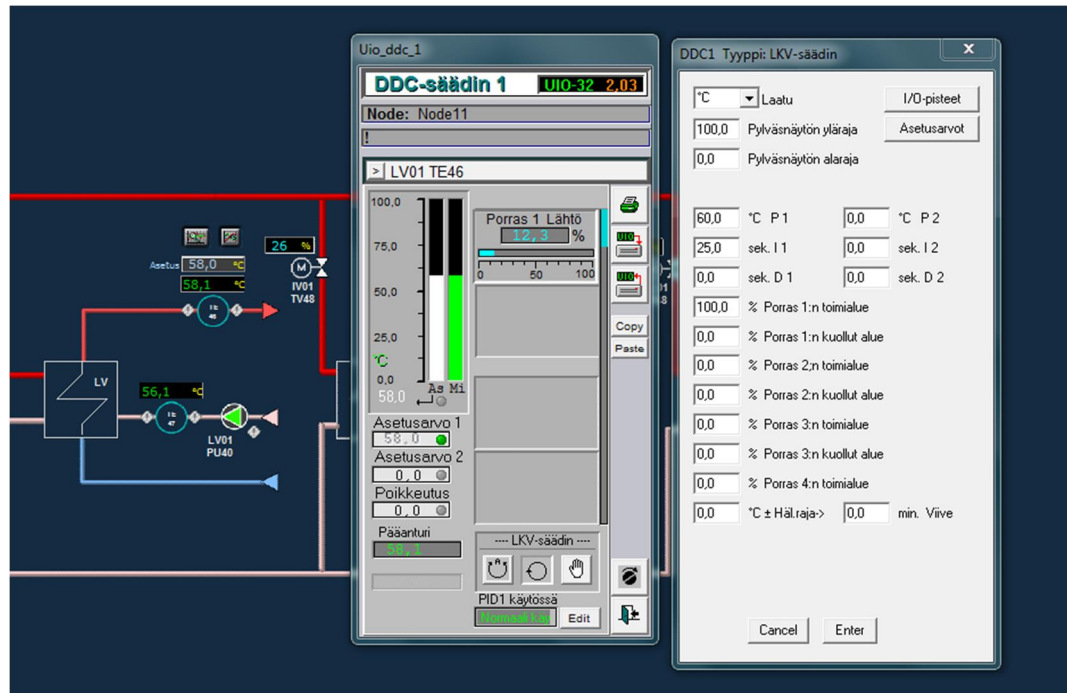 Asetus 58,0 °C
58,1 °C
TE
46
26 %
M
IV01
TV48
LV
56,1 °C
TE
47
LV01
PU40
Uio_ddc_1
DDC-säädin 1 UIO-32 2,03
Node: Node11
!
> LV01 TE46
100,0
75,0
50,0
25,0
°C
0,0
As Mi
58,0
Porras 1 Lähtö
12,3 %
0 50 100
UIO
UIO
Copy
Paste
Asetusarvo 1
58,0
Asetusarvo 2
0,0
Poikkeutus
0,0
Pääanturi
58,1
---- LKV-säädin ----
PID1 käytössä
Normaali käy Edit
DDC1 Tyyppi: LKV-säädin X
°C Laatu I/O-pisteet
100,0 Pylväsnäytön yläraja Asetusarvot
0,0 Pylväsnäytön alaraja
60,0 °C P 1 0,0 °C P 2
25,0 sek. I 1 0,0 sek. I 2
0,0 sek. D 1 0,0 sek. D 2
100,0 % Porras 1:n toimialue
0,0 % Porras 1:n kuollut alue
0,0 % Porras 2;n toimialue
0,0 % Porras 2:n kuollut alue
0,0 % Porras 3:n toimialue
0,0 % Porras 3:n kuollut alue
0,0 % Porras 4:n toimialue
0,0 °C ± Häl.raja-> 0,0 min. Viive
Cancel Enter